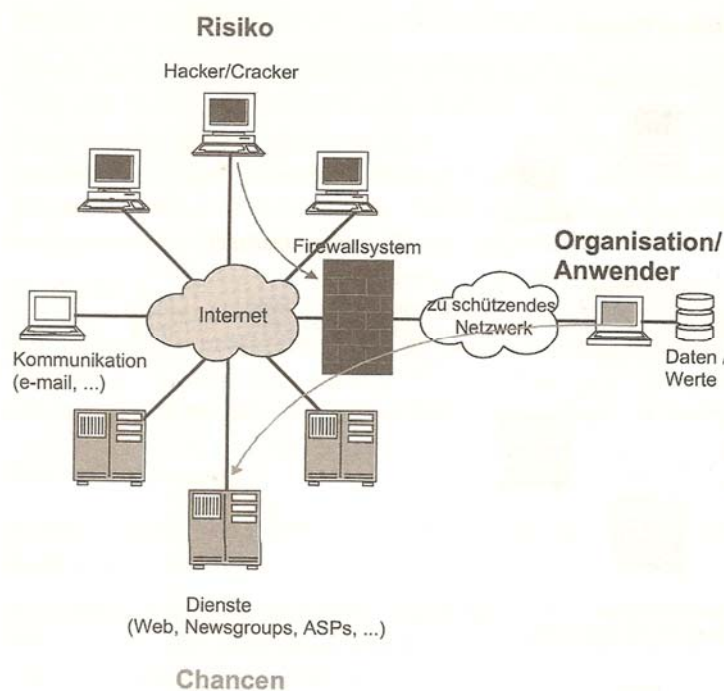 Risiko
Hacker/Cracker
Firewallsystem
Organisation/
Anwender
Internet
zu schützendes
Netzwerk
Kommunikation
(e-mail, ...)
Daten /
Werte
Dienste
(Web, Newsgroups, ASPs, ...)
Chancen